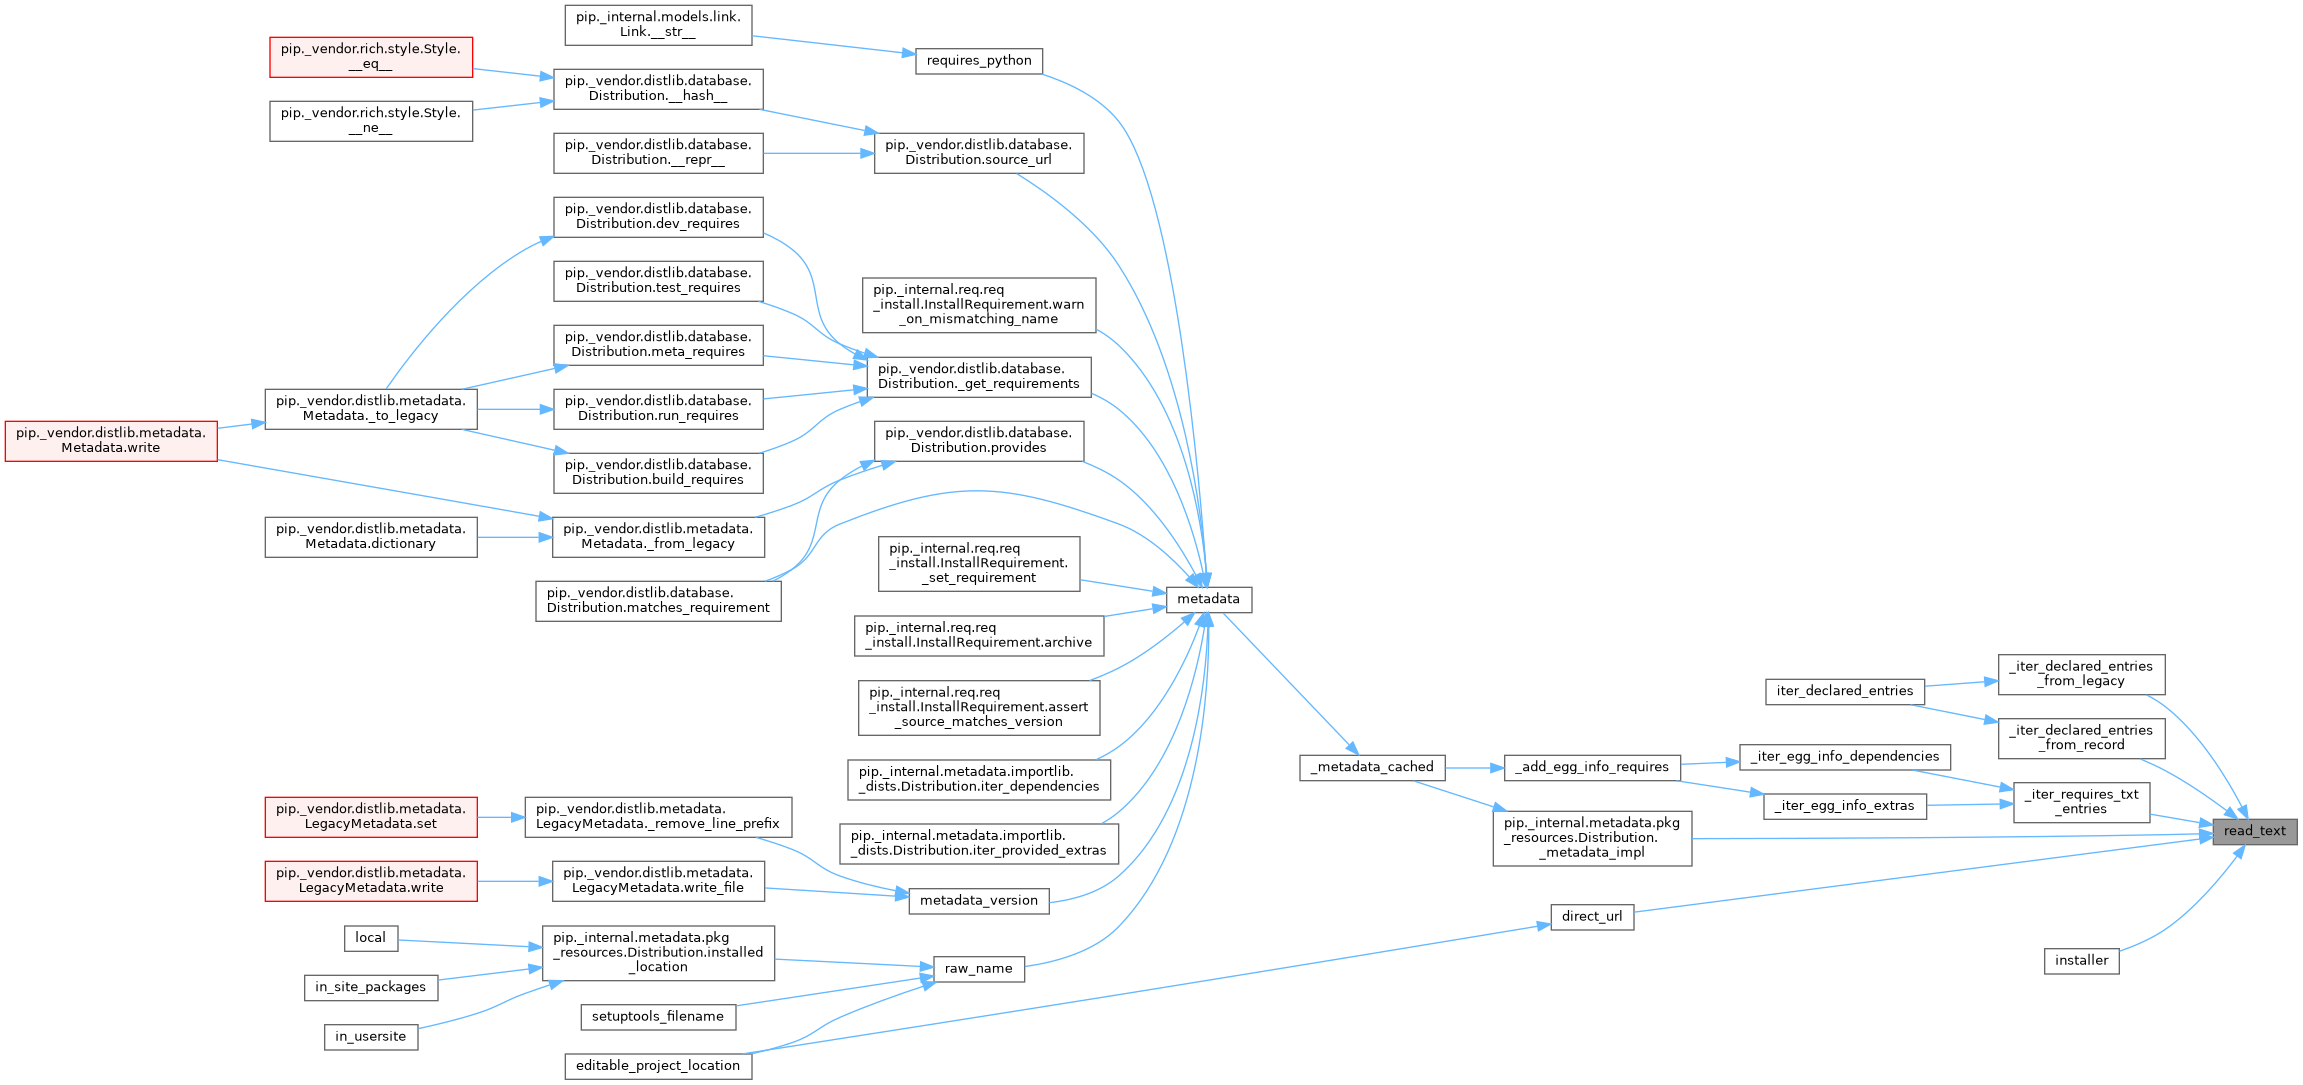 pip._internal.models.link.
Link.__str__
pip._vendor.rich.style.Style.
__eq__
requires_python
pip._vendor.distlib.database.
Distribution.__hash__
pip._vendor.rich.style.Style.
__ne__
pip._vendor.distlib.database.
Distribution.__repr__
pip._vendor.distlib.database.
Distribution.source_url
pip._vendor.distlib.database.
Distribution.dev_requires
pip._vendor.distlib.database.
Distribution.test_requires
pip._internal.req.req
_install.InstallRequirement.warn
_on_mismatching_name
pip._vendor.distlib.database.
Distribution.meta_requires
pip._vendor.distlib.database.
Distribution._get_requirements
pip._vendor.distlib.metadata.
Metadata._to_legacy
pip._vendor.distlib.database.
Distribution.run_requires
pip._vendor.distlib.metadata.
Metadata.write
pip._vendor.distlib.database.
Distribution.provides
pip._vendor.distlib.database.
Distribution.build_requires
pip._vendor.distlib.metadata.
Metadata.dictionary
pip._vendor.distlib.metadata.
Metadata._from_legacy
pip._internal.req.req
_install.InstallRequirement.
_set_requirement
pip._vendor.distlib.database.
Distribution.matches_requirement
metadata
pip._internal.req.req
_install.InstallRequirement.archive
pip._internal.req.req
_install.InstallRequirement.assert
_source_matches_version
_iter_declared_entries
_from_legacy
iter_declared_entries
_iter_declared_entries
_from_record
pip._internal.metadata.importlib.
_dists.Distribution.iter_dependencies
_metadata_cached
_add_egg_info_requires
_iter_egg_info_dependencies
_iter_egg_info_extras
_iter_requires_txt
_entries
pip._vendor.distlib.metadata.
LegacyMetadata.set
pip._vendor.distlib.metadata.
LegacyMetadata._remove_line_prefix
pip._internal.metadata.importlib.
_dists.Distribution.iter_provided_extras
pip._internal.metadata.pkg
_resources.Distribution.
_metadata_impl
read_text
pip._vendor.distlib.metadata.
LegacyMetadata.write
pip._vendor.distlib.metadata.
LegacyMetadata.write_file
metadata_version
direct_url
local
pip._internal.metadata.pkg
_resources.Distribution.installed
_location
raw_name
installer
in_site_packages
setuptools_filename
in_usersite
editable_project_location